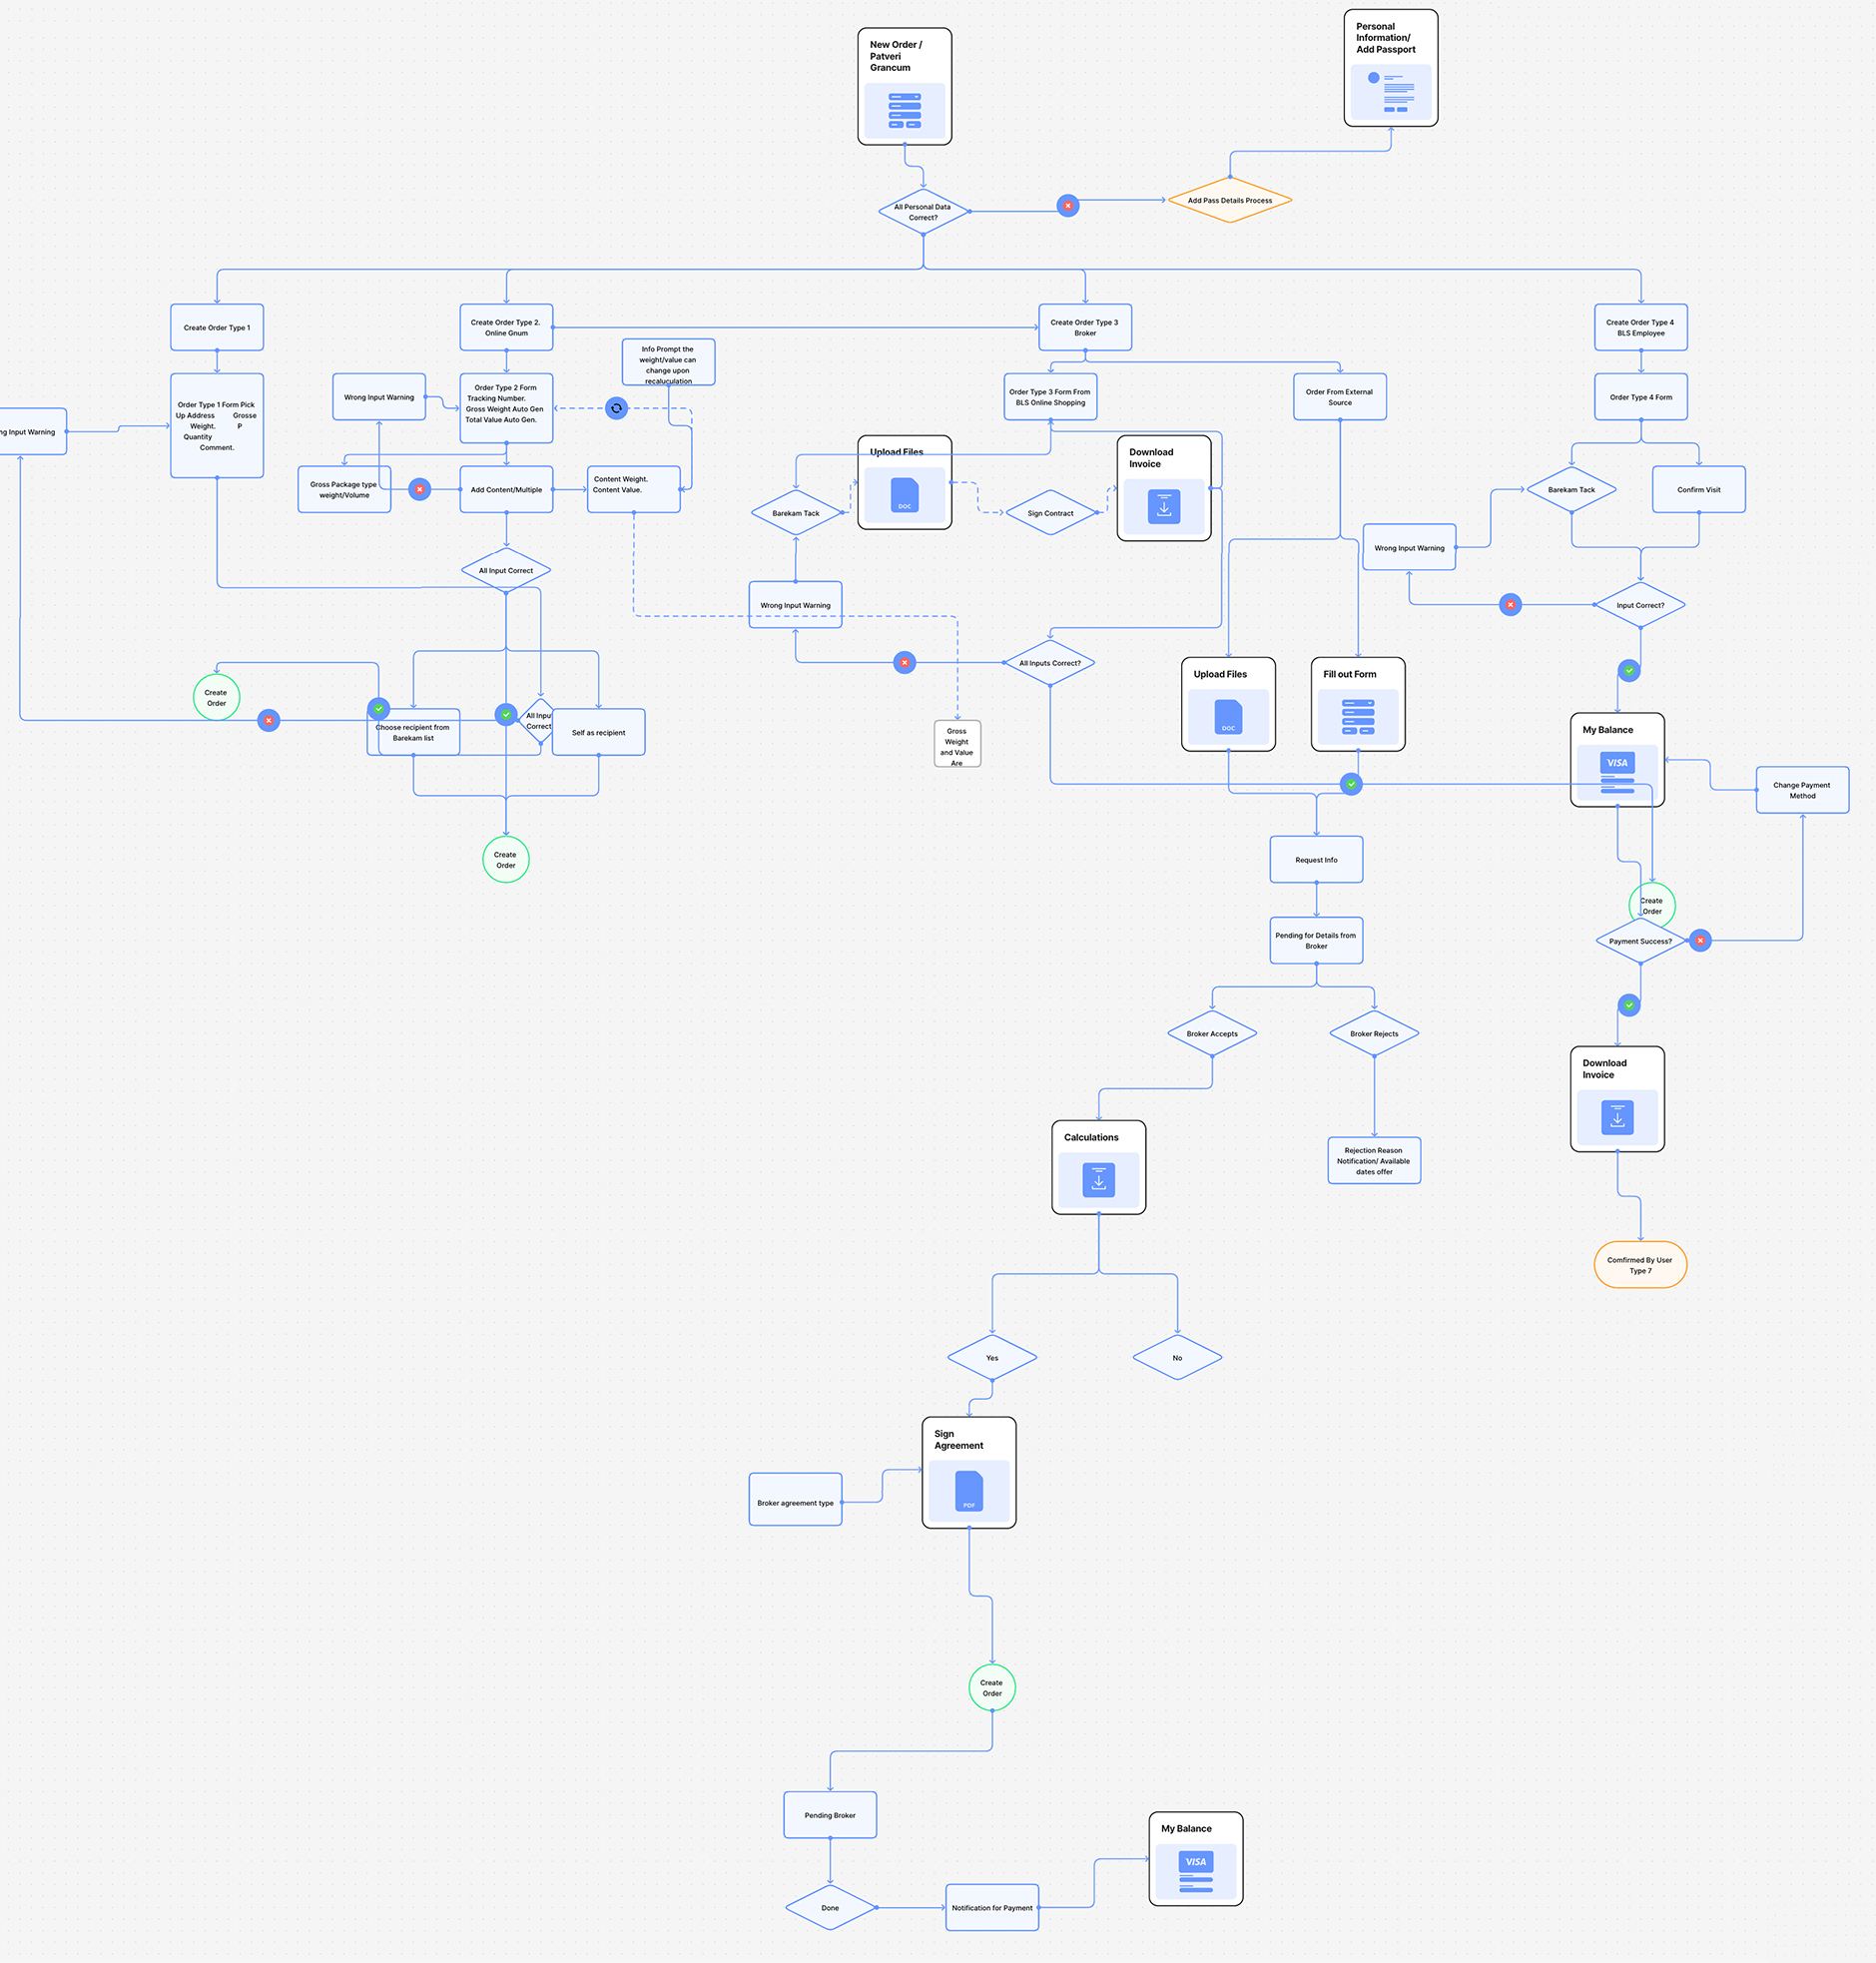 New Order /
Patveri
Grancum
Personal
Information/
Add Passport
All Personal Data
Correct?
Add Pass Details Process
Create Order Type 1
Create Order Type 2.
Online Gnum
Create Order Type 3
Broker
Create Order Type 4
BLS Employee
Info Prompt the
weight/value can
change upon
recaluculation
ng Input Warning
Order Type 1 Form Pick
Up Address Grosse
Weight. P
Quantity
Comment.
Wrong Input Warning
Order Type 2 Form
Tracking Number.
Gross Weight Auto Gen
Total Value Auto Gen.
Order Type 3 Form From
BLS Online Shopping
Order From External
Source
Order Type 4 Form
Gross Package type
weight/Volume
Add Content/Multiple
Content Weight.
Content Value.
Barekam Tack
Upload Files
DOC
Sign Contract
Download
Invoice
Barekam Tack
Confirm Visit
Wrong Input Warning
All Input Correct
Wrong Input Warning
Input Correct?
All Inputs Correct?
Create
Order
Choose recipient from
Barekam list
All Input
Correct
Self as recipient
Gross
Weight
and Value
Are
Upload Files
DOC
Fill out Form
My Balance
VISA
Change Payment
Method
Create
Order
Request Info
Create
Order
Payment Success?
Pending for Details from
Broker
Broker Accepts
Broker Rejects
Download
Invoice
Calculations
Rejection Reason
Notification/ Available
dates offer
Comfirmed By User
Type 7
Yes
No
Sign
Agreement
PDF
Broker agreement type
Create
Order
Pending Broker
My Balance
VISA
Done
Notification for Payment